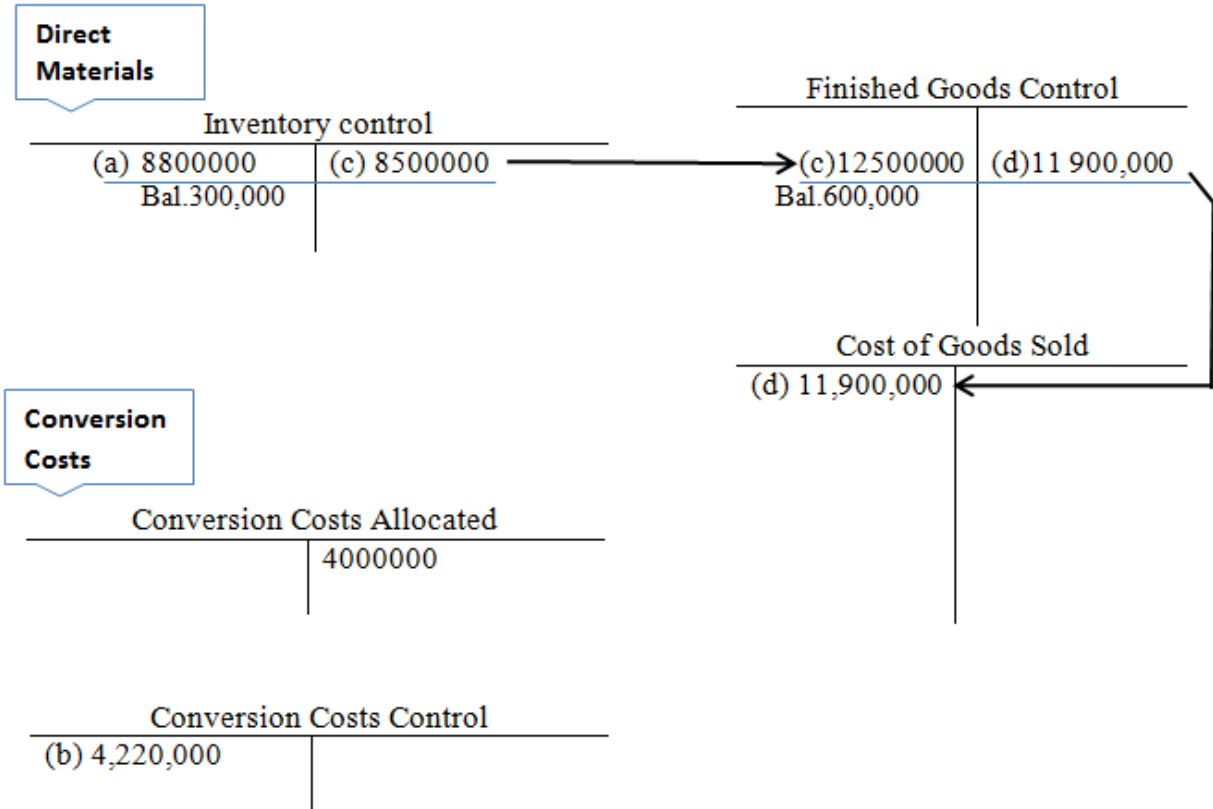 Direct
Materials
Inventory control
(a) 8800000 (c) 8500000
Bal.300,000
Finished Goods Control
(c)12500000 (d)11 900,000
Bal.600,000
Cost of Goods Sold
(d) 11,900,000
Conversion
Costs
Conversion Costs Allocated
4000000
Conversion Costs Control
(b) 4,220,000